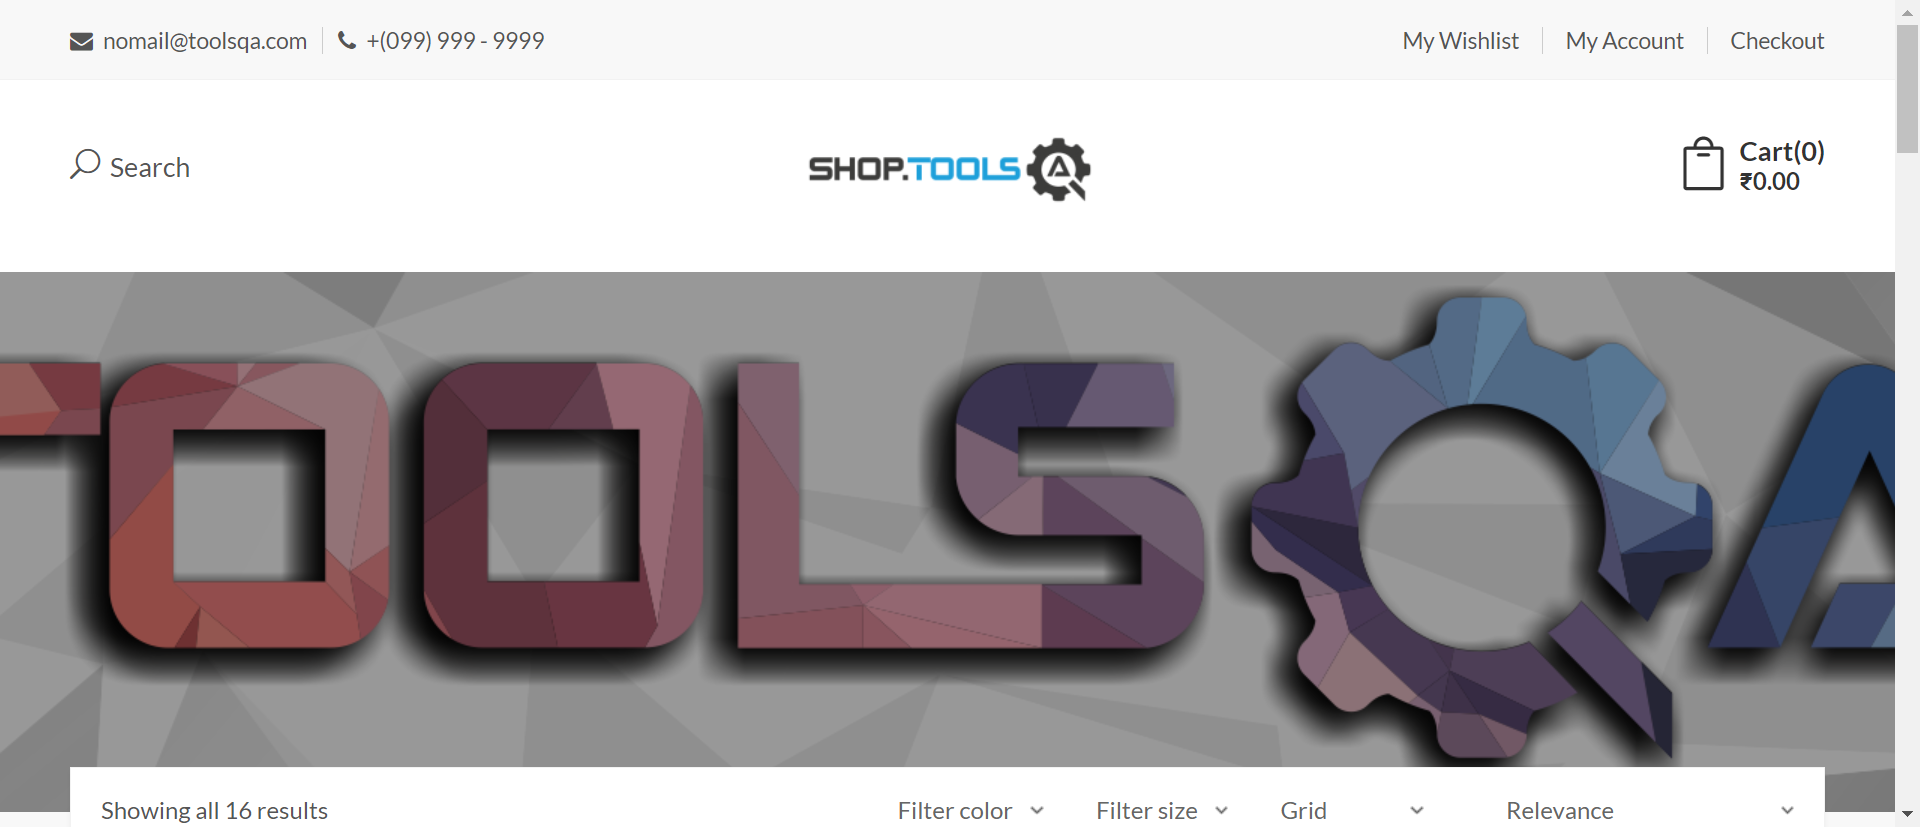 nomail@toolsqa.com +(099) 999 - 9999 My Wishlist My Account Checkout
Search SHOP.TOOLSQA Cart(0)
₹0.00
TOOLSQA
Showing all 16 results Filter color Filter size Grid Relevance